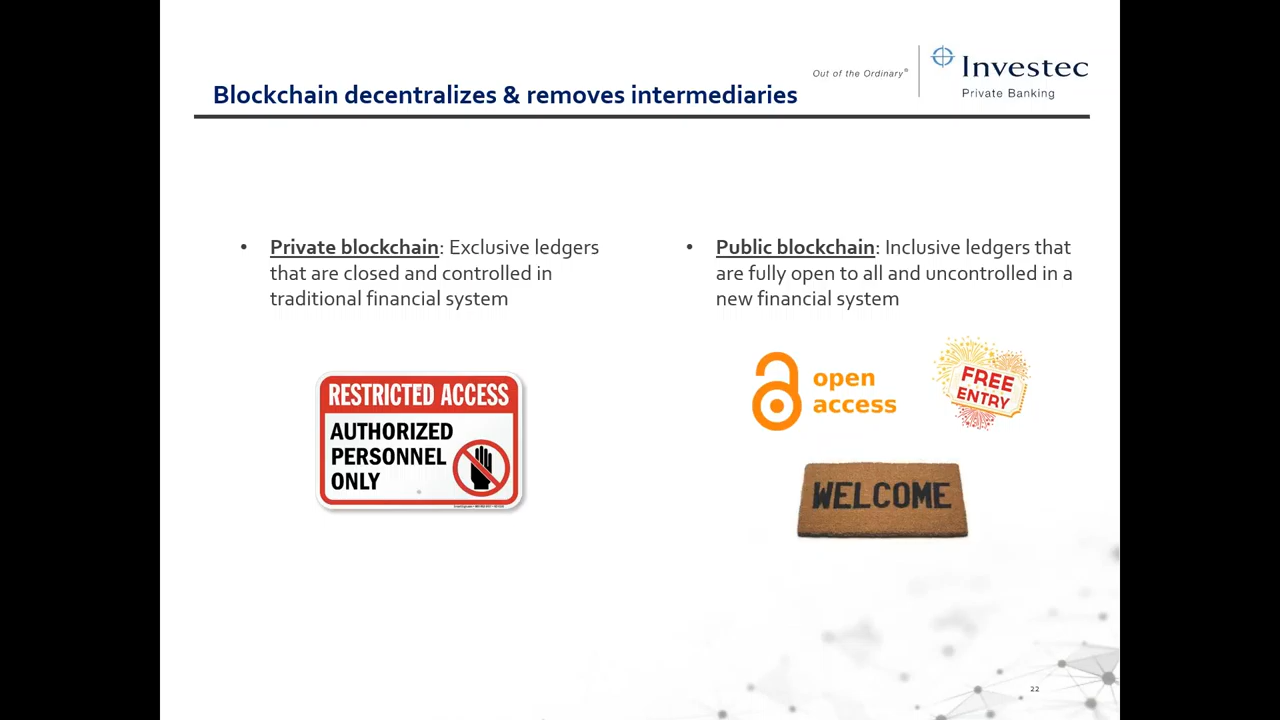 Out of the Ordinary®
Investec
Private Banking
Blockchain decentralizes & removes intermediaries
• Private blockchain: Exclusive ledgers
that are closed and controlled in
traditional financial system
RESTRICTED ACCESS
AUTHORIZED
PERSONNEL
ONLY
• Public blockchain: Inclusive ledgers that
are fully open to all and uncontrolled in a
new financial system
open
access
FREE
ENTRY
WELCOME
22